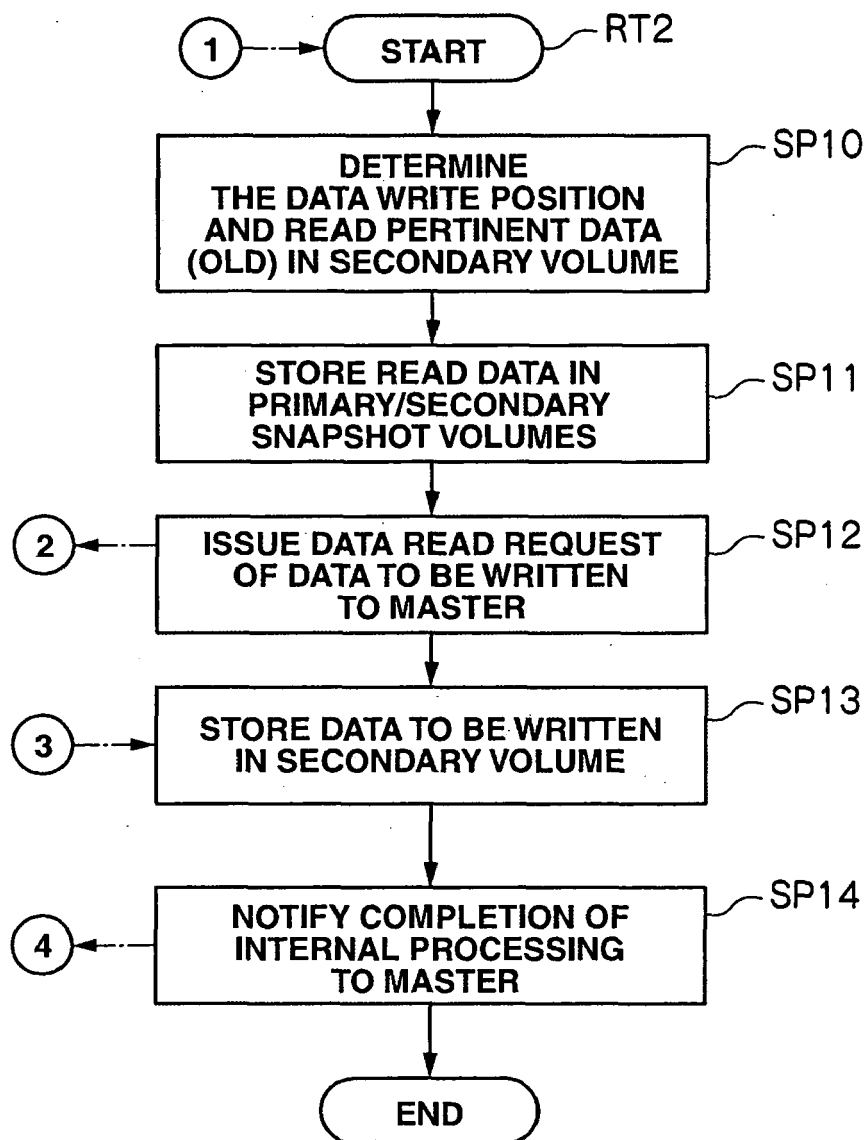 1
START
RT2
SP10
DETERMINE
THE DATA WRITE POSITION
AND READ PERTINENT DATA
(OLD) IN SECONDARY VOLUME
SP11
STORE READ DATA IN
PRIMARY/SECONDARY
SNAPSHOT VOLUMES
2
SP12
ISSUE DATA READ REQUEST
OF DATA TO BE WRITTEN
TO MASTER
SP13
3
STORE DATA TO BE WRITTEN
IN SECONDARY VOLUME
SP14
4
NOTIFY COMPLETION OF
INTERNAL PROCESSING
TO MASTER
END